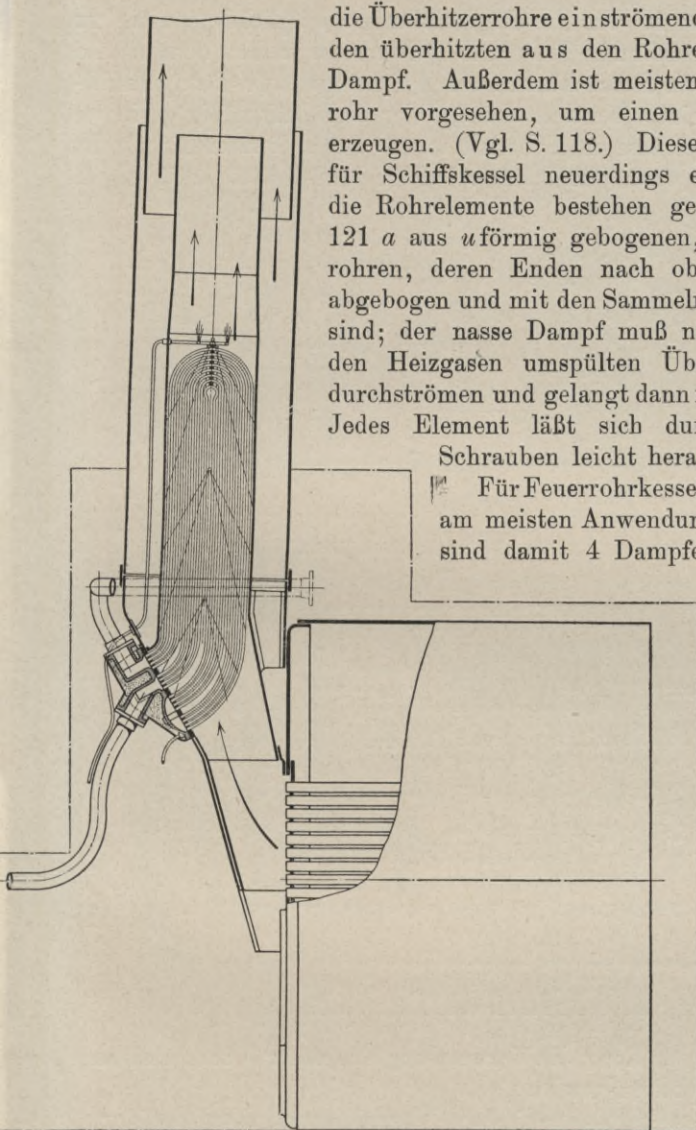 die Überhitzerrohre einströmend
den überhitzten aus den Rohre
Dampf. Außerdem ist meisten
rohr vorgesehen, um einen
erzeugen. (Vgl. S. 118.) Diese
für Schiffskessel neuerdings e
die Rohrelemente bestehen ge
121 a aus uförmig gebogenen,
rohren, deren Enden nach ob
abgebogen und mit den Sammel
sind; der nasse Dampf muß n
den Heizgasen umspülten Üb
durchströmen und gelangt dann
Jedes Element läßt sich du
Schrauben leicht hera
Für Feuerrohrkesse
am meisten Anwendu
sind damit 4 Dampf